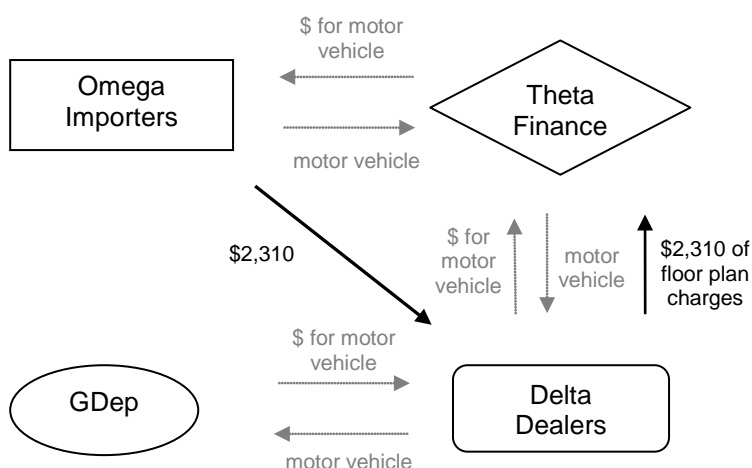 $ for motor
vehicle
Omega
Importers
Theta
Finance
motor vehicle
$2,310
$ for
motor
vehicle
motor
vehicle
$2,310 of
floor plan
charges
$ for motor
vehicle
GDep
Delta
Dealers
motor vehicle